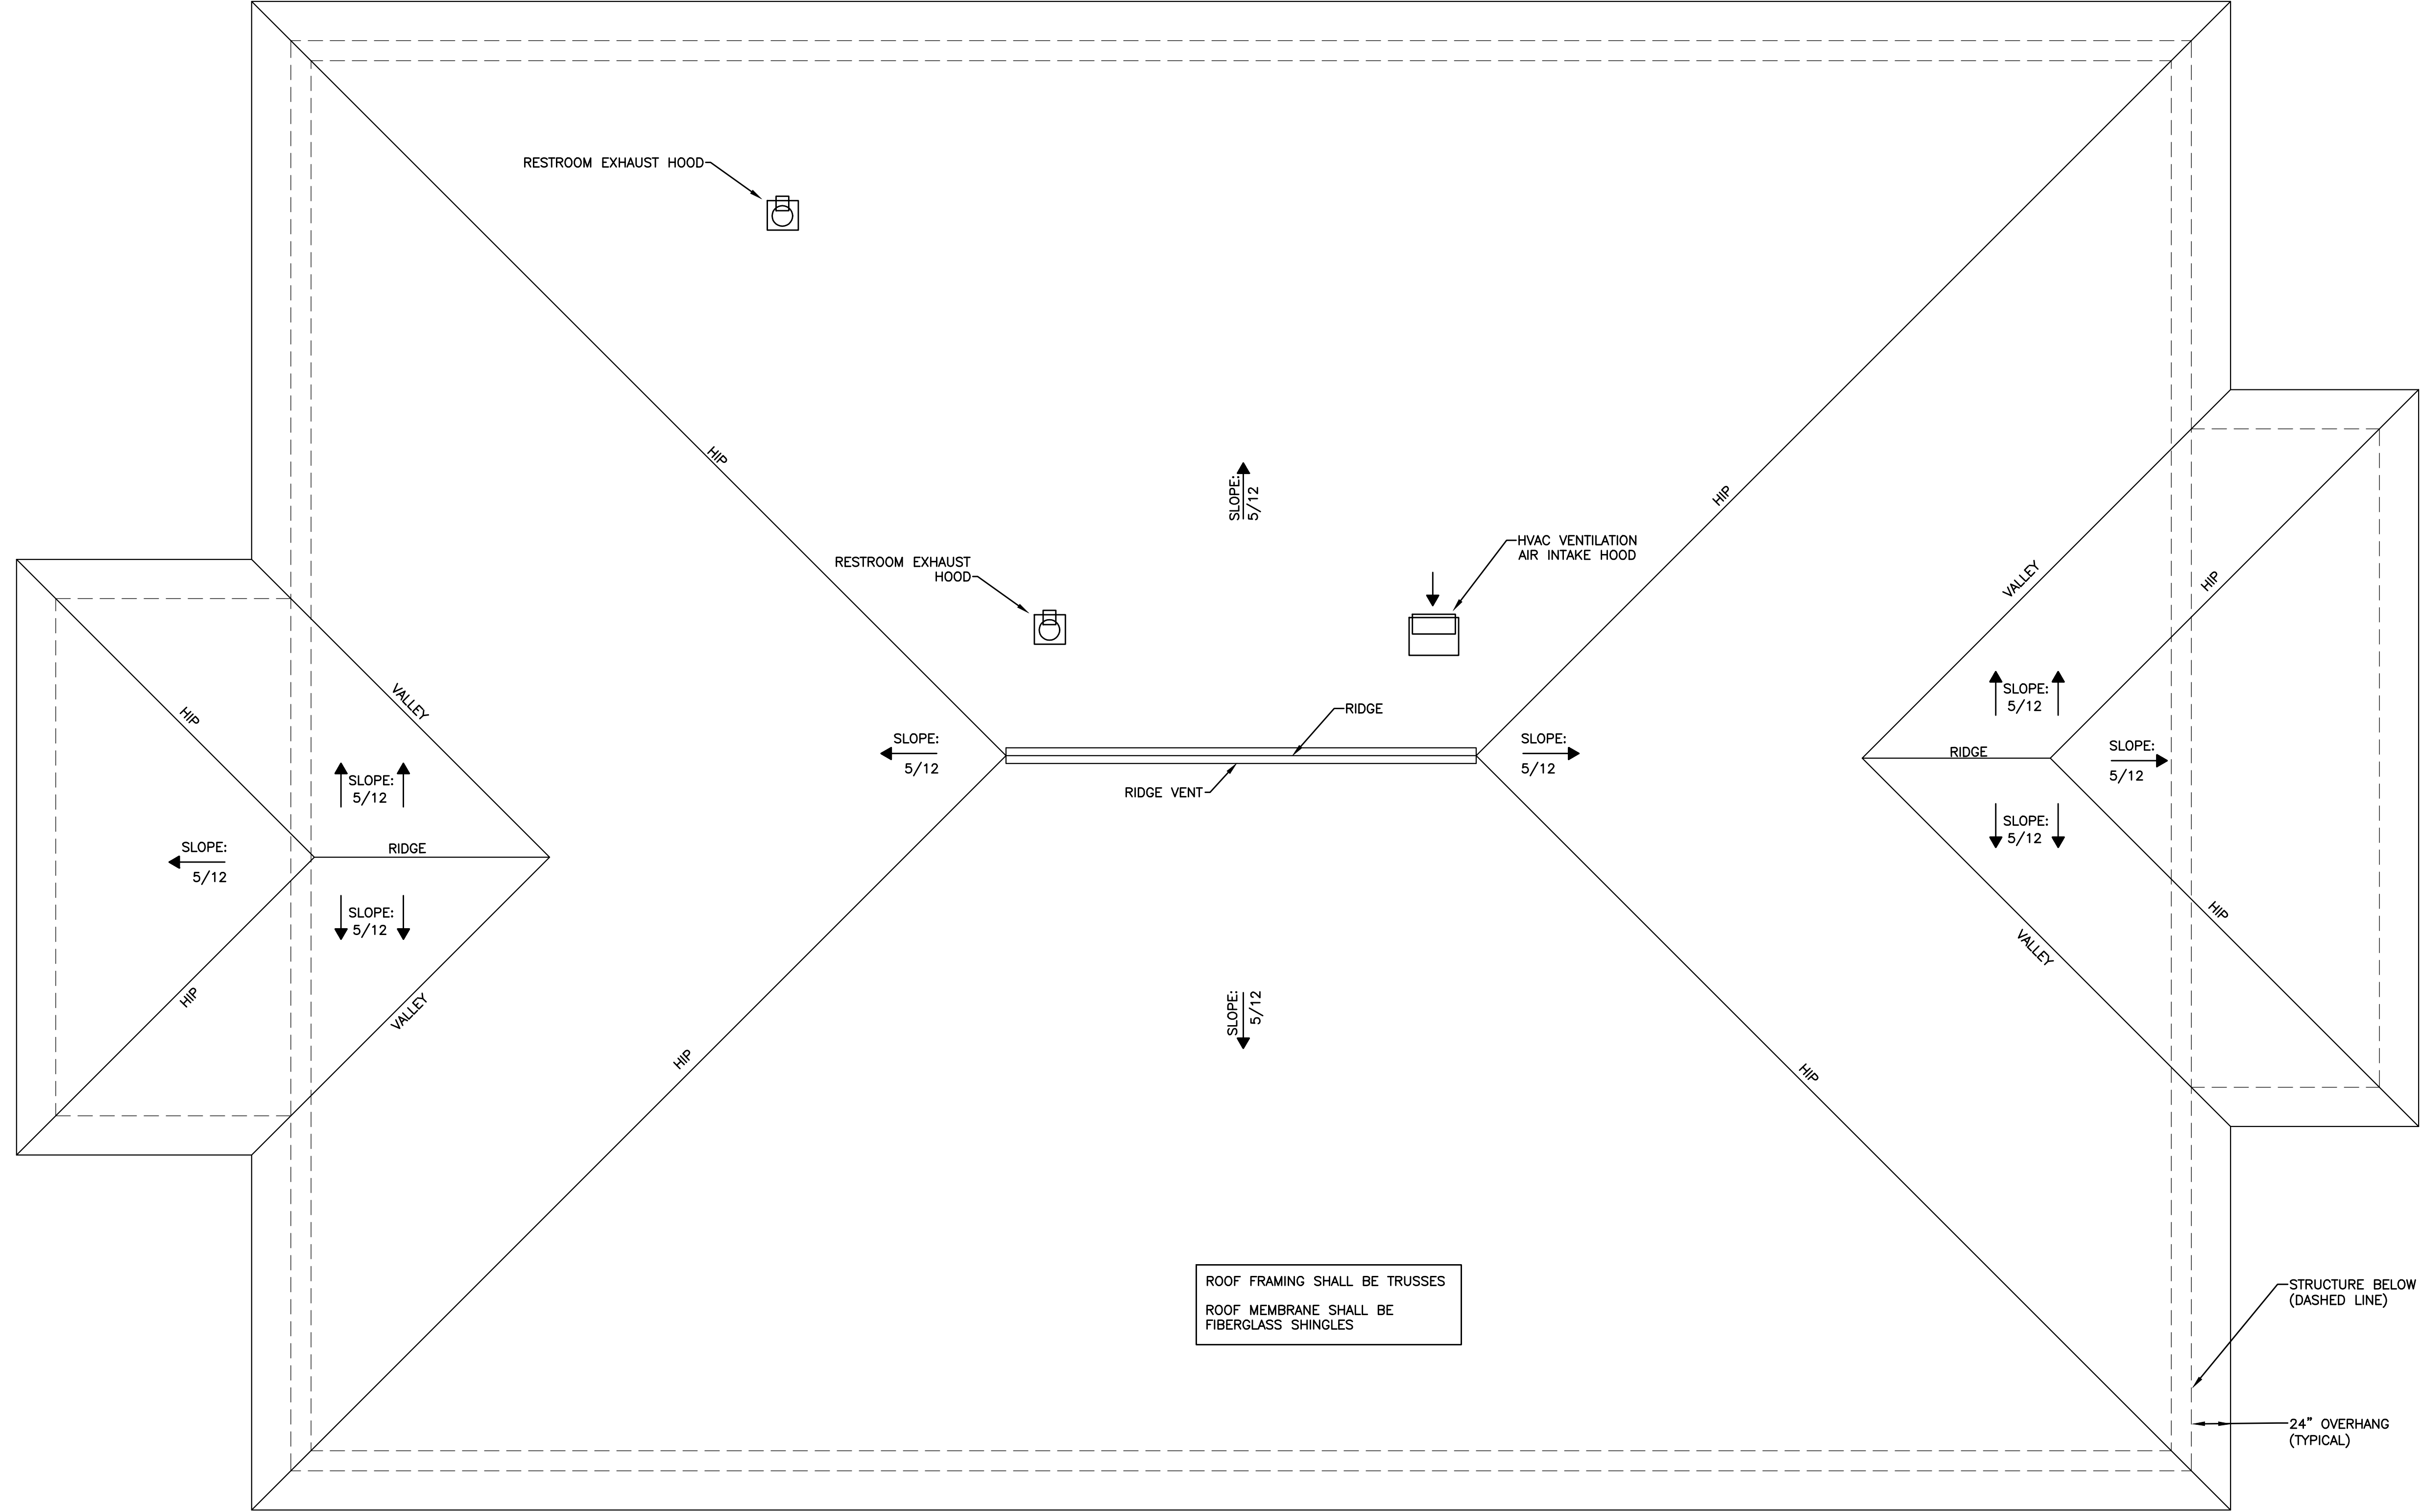 RESTROOM EXHAUST HOOD
HIP
SLOPE:
5/12
HIP
RESTROOM EXHAUST
HOOD
HVAC VENTILATION
AIR INTAKE HOOD
VALLEY
HIP
HIP
VALLEY
SLOPE:
5/12
RIDGE
SLOPE:
5/12
SLOPE:
5/12
RIDGE
SLOPE:
5/12
SLOPE:
5/12
RIDGE VENT
SLOPE:
5/12
SLOPE:
5/12
RIDGE
SLOPE:
5/12
SLOPE:
5/12
HIP
VALLEY
HIP
VALLEY
SLOPE:
5/12
HIP
HIP
ROOF FRAMING SHALL BE TRUSSES
ROOF MEMBRANE SHALL BE
FIBERGLASS SHINGLES
STRUCTURE BELOW
(DASHED LINE)
24" OVERHANG
(TYPICAL)